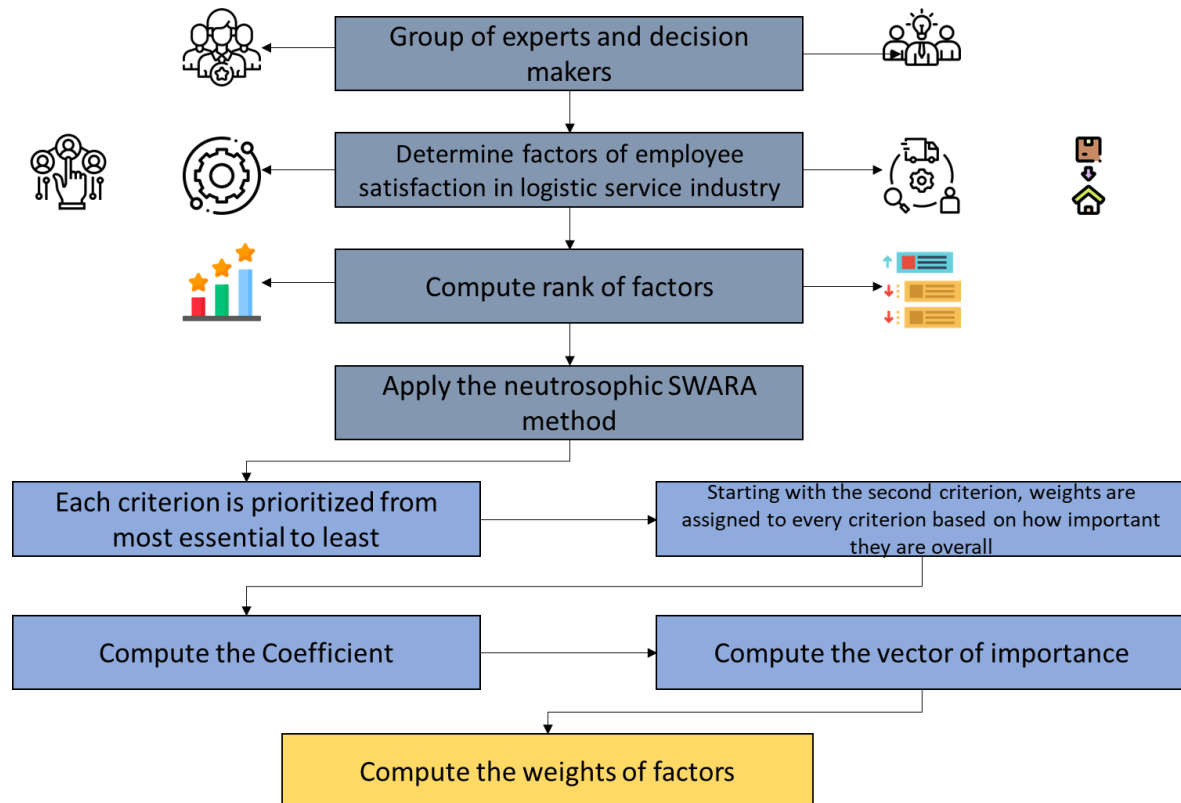 Group of experts and decision
makers
Determine factors of employee
satisfaction in logistic service industry
Compute rank of factors
Apply the neutrosophic SWARA
method
Each criterion is prioritized from
most essential to least
Starting with the second criterion, weights are
assigned to every criterion based on how important
they are overall
Compute the Coefficient
Compute the vector of importance
Compute the weights of factors